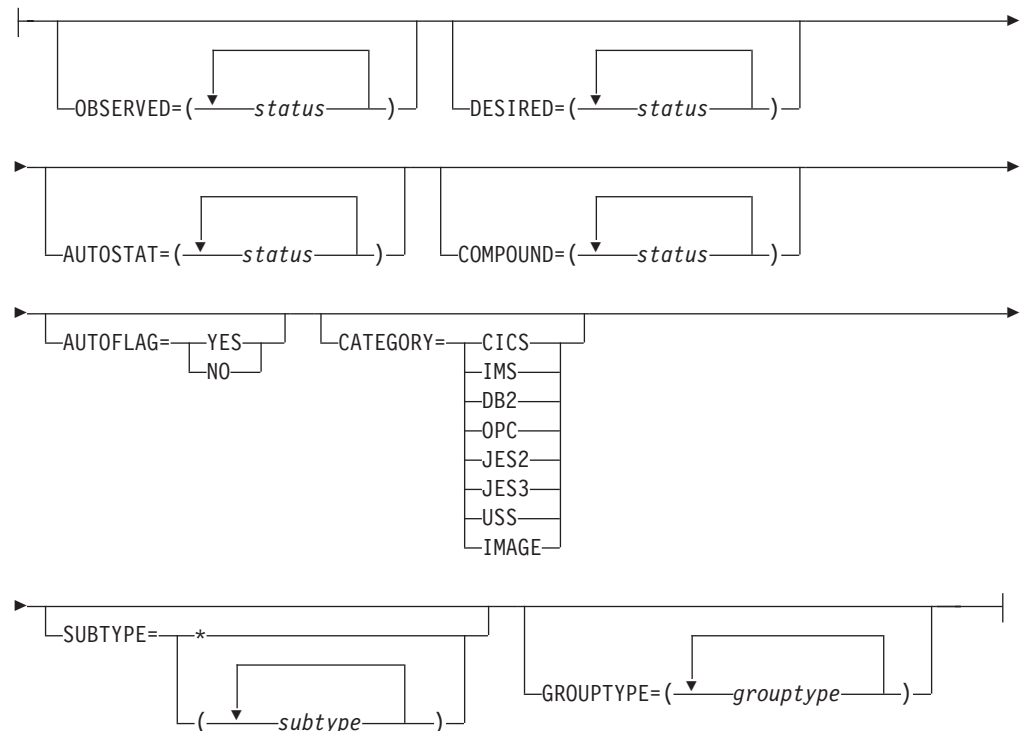 OBSERVED=( status ) DESIRED=( status )
AUTOSTAT=( status ) COMPOUND=( status )
AUTOFLAG= YES CATEGORY= CICS
NO IMS
DB2
OPC
JES2
JES3
USS
IMAGE
SUBTYPE= *
GROUPTYPE=( grouptype )
( subtype )